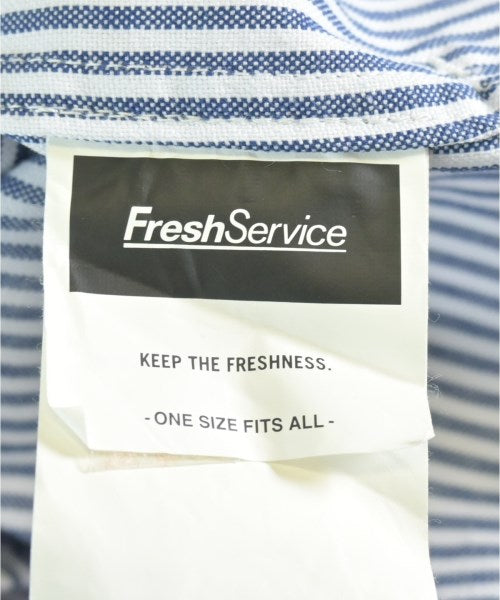 FreshService
KEEP THE FRESHNESS.
- ONE SIZE FITS ALL -